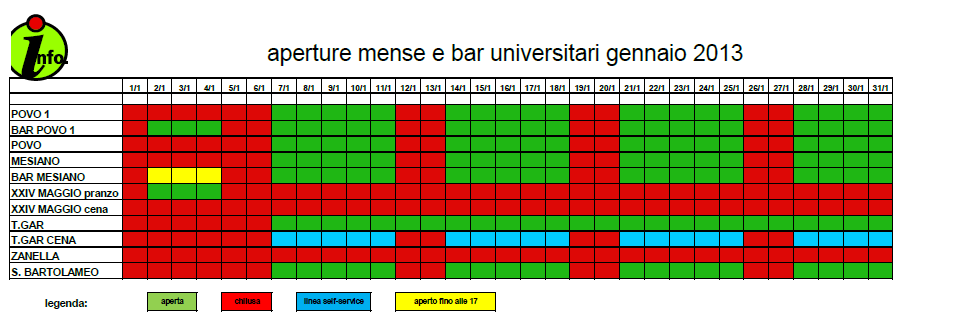 info.
aperture mense e bar universitari gennaio 2013
1/1 2/1 3/1 4/1 5/1 6/1 7/1 8/1 9/1 10/1 11/1 12/1 13/1 14/1 15/1 16/1 17/1 18/1 19/1 20/1 21/1 22/1 23/1 24/1 25/1 26/1 27/1 28/1 29/1 30/1 31/1
POVO 1
BAR POVO 1
POVO
MESIANO
BAR MESIANO
XXIV MAGGIO pranzo
XXIV MAGGIO cena
T.GAR
T.GAR CENA
ZANELLA
S. BARTOLAMEO
legenda: aperta chiusa linea self-service aperto fino alle 17